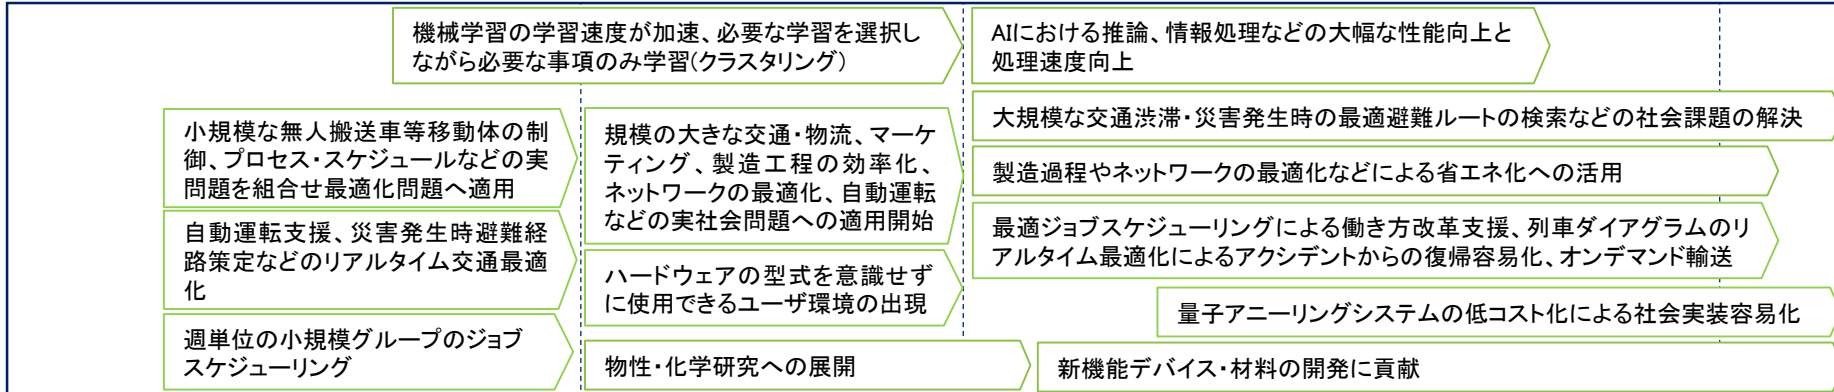 機械学習の学習速度が加速、必要な学習を選択し
ながら必要な事項のみ学習(クラスタリング)
AIにおける推論、情報処理などの大幅な性能向上と
処理速度向上
小規模な無人搬送車等移動体の制
御、プロセス・スケジュールなどの実
問題を組合せ最適化問題へ適用
規模の大きな交通・物流、マーケ
ティング、製造工程の効率化、
ネットワークの最適化、自動運転
などの実社会問題への適用開始
大規模な交通渋滞・災害発生時の最適避難ルートの検索などの社会課題の解決
製造過程やネットワークの最適化などによる省エネ化への活用
自動運転支援、災害発生時避難経
路策定などのリアルタイム交通最適
化
ハードウェアの型式を意識せず
に使用できるユーザ環境の出現
最適ジョブスケジューリングによる働き方改革支援、列車ダイアグラムのリ
アルタイム最適化によるアクシデントからの復帰容易化、オンデマンド輸送
量子アニーリングシステムの低コスト化による社会実装容易化
週単位の小規模グループのジョブ
スケジューリング
物性・化学研究への展開
新機能デバイス・材料の開発に貢献